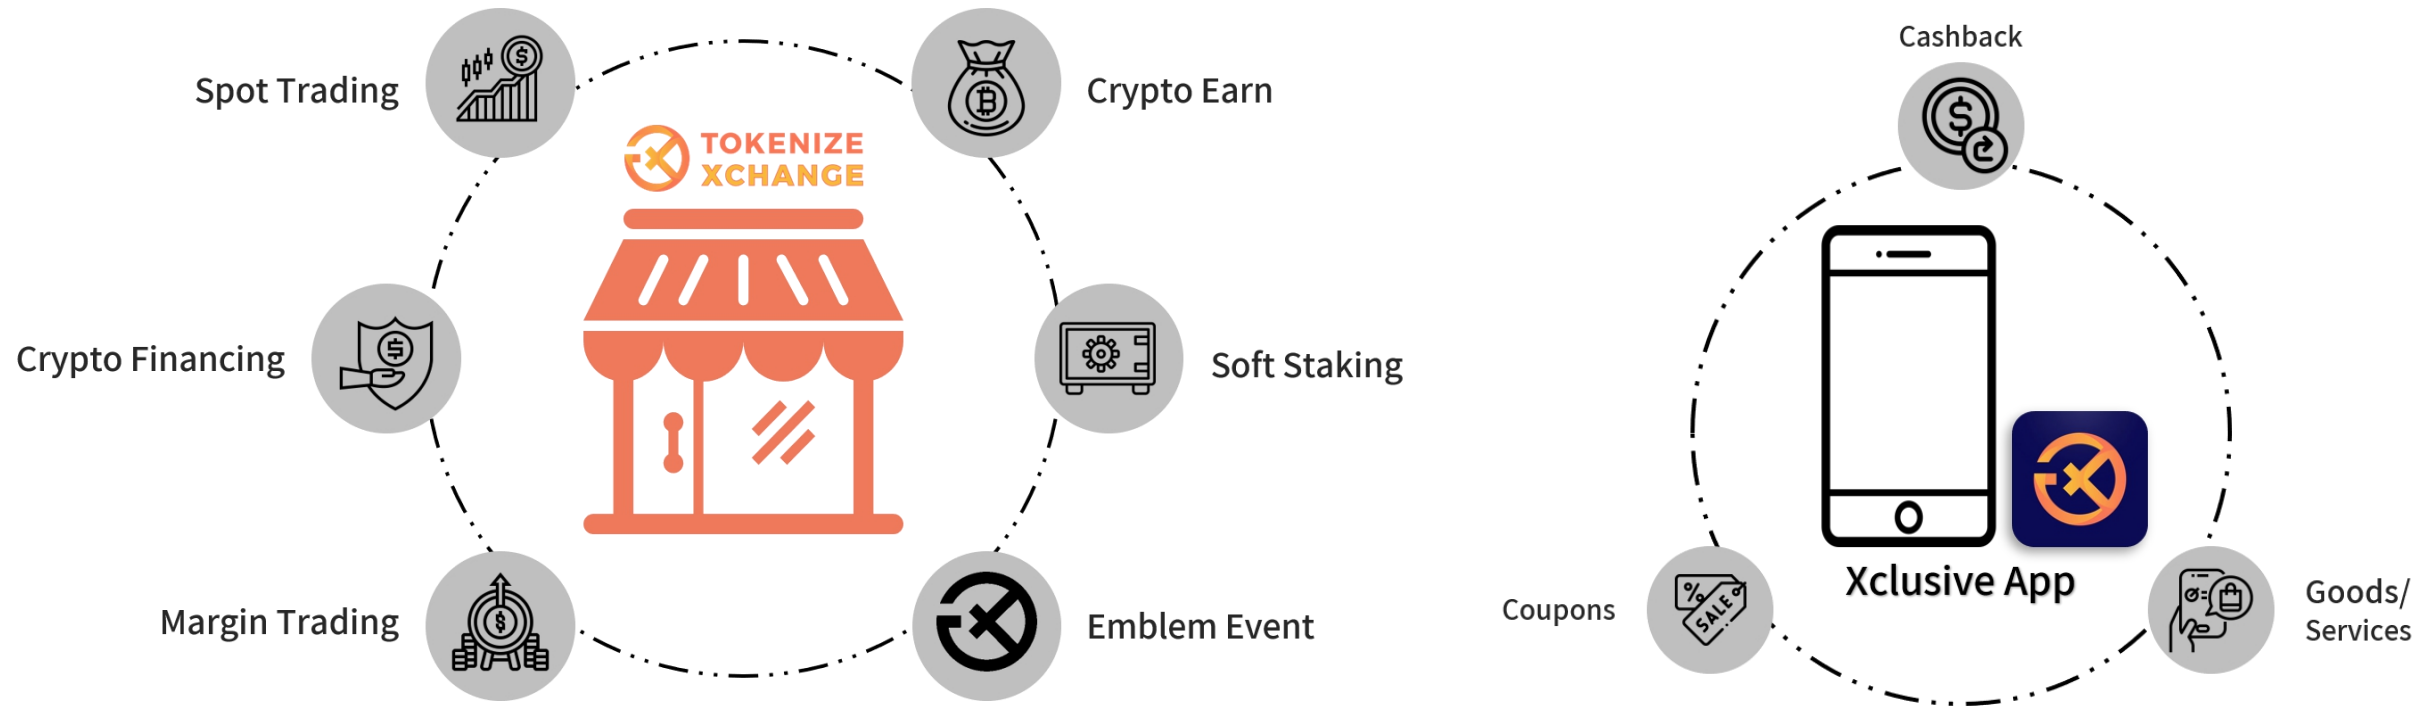 Spot Trading
Crypto Earn
TOKENIZE
XCHANGE
Crypto Financing
Soft Staking
Margin Trading
Emblem Event
Cashback
Xclusive App
Coupons
%
SALE
Goods/
Services